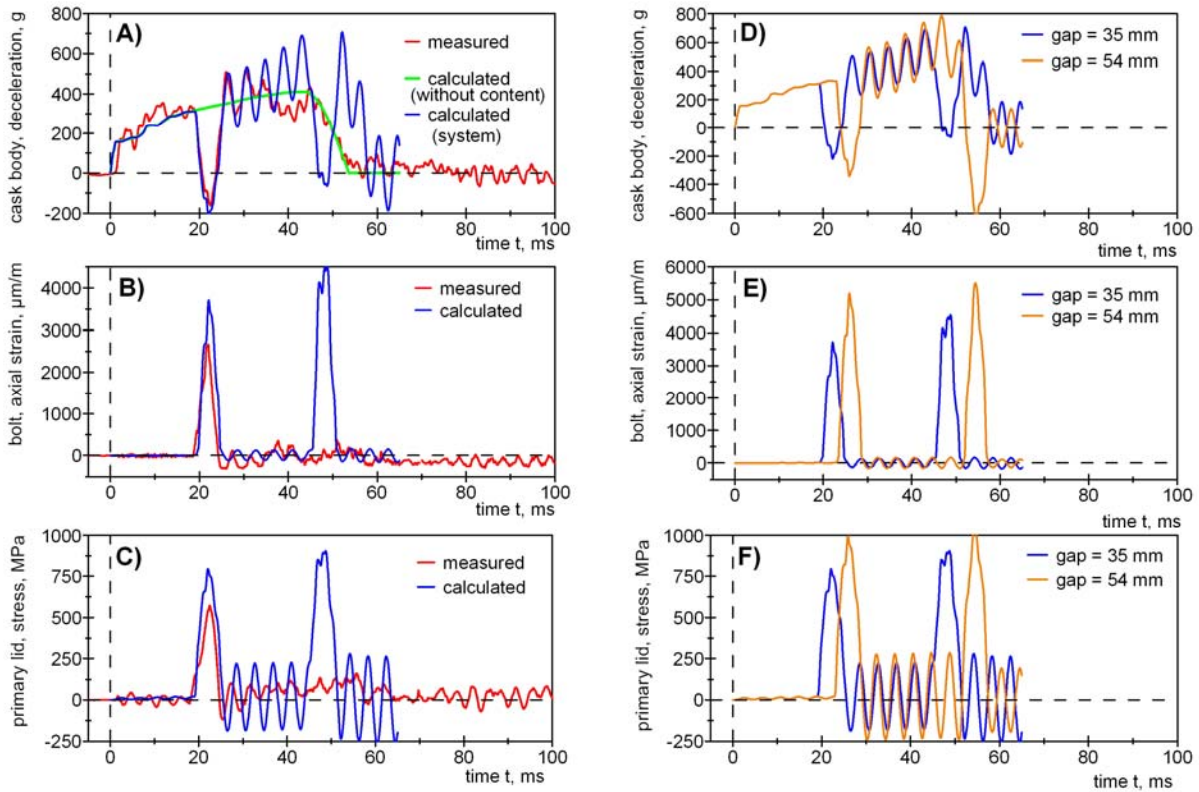 A)
cask body, deceleration, g
800
600
400
200
0
-200
measured
calculated
(without content)
calculated
(system)
0
20
40
60
80
100
time t, ms
D)
cask body, deceleration, g
800
600
400
200
0
-200
-400
-600
gap = 35 mm
gap = 54 mm
0
20
40
60
80
100
time t, ms
B)
bolt, axial strain, µm/m
4000
3000
2000
1000
0
measured
calculated
0
20
40
60
80
100
time t, ms
E)
bolt, axial strain, µm/m
6000
5000
4000
3000
2000
1000
0
gap = 35 mm
gap = 54 mm
0
20
40
60
80
100
time t, ms
C)
primary lid, stress, MPa
1000
750
500
250
0
-250
measured
calculated
0
20
40
60
80
100
time t, ms
F)
primary lid, stress, MPa
1000
750
500
250
0
-250
gap = 35 mm
gap = 54 mm
0
20
40
60
80
100
time t, ms